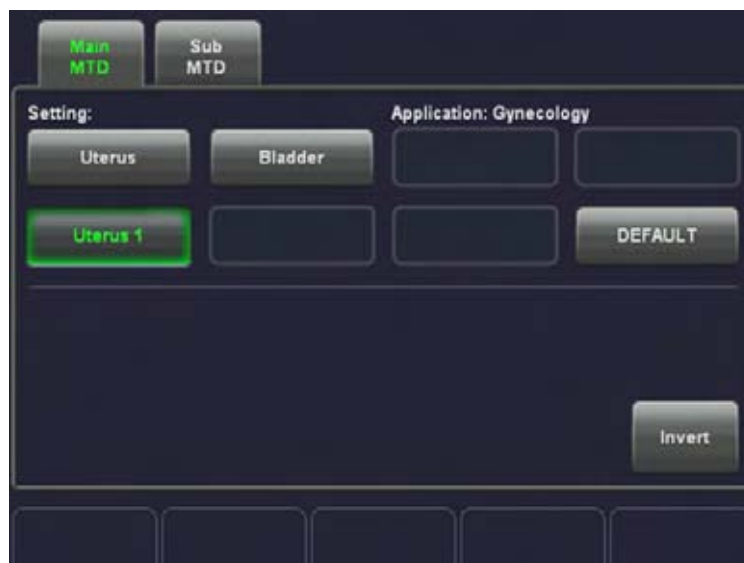 Main
MTD
Sub
MTD
Setting:
Application: Gynecology
Uterus
Bladder
Uterus 1
DEFAULT
Invert